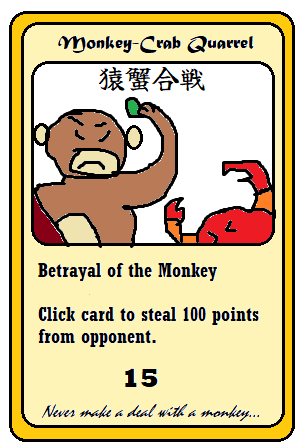 Monkey-Crab Quarrel
猿蟹合戦
Betrayal of the Monkey
Click card to steal 100 points
from opponent.
15
Never make a deal with a monkey...